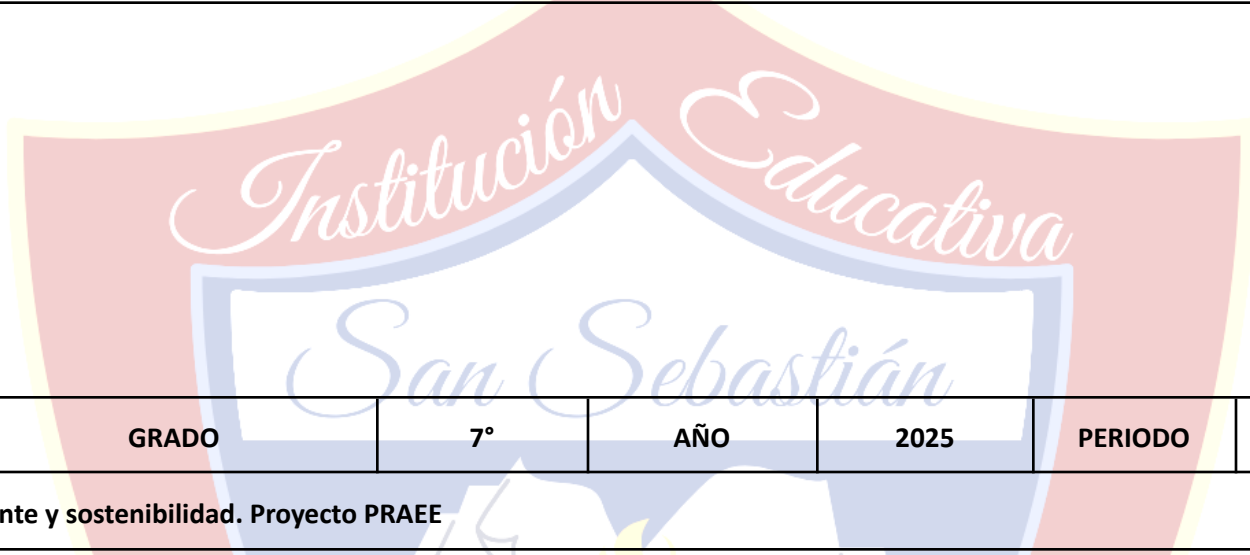 Institución Educativa
San Sebastián
GRADO 7° AÑO 2025 PERIODO
nte y sostenibilidad. Proyecto PRAEE